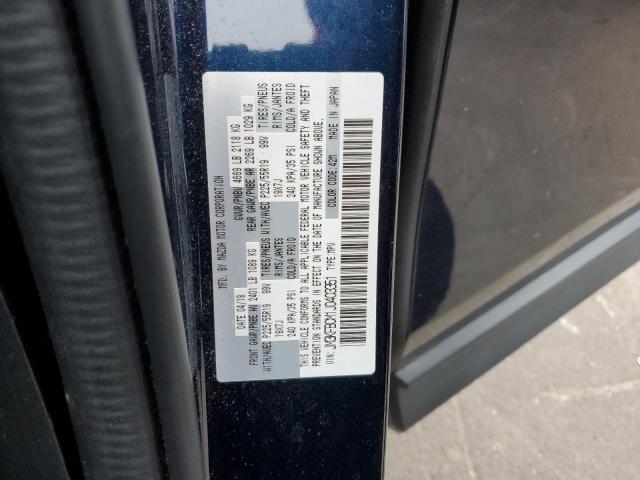 MFD. BY MAZDA MOTOR CORPORATION
DATE 04/18 GVWR/PNBV 4669 LB 2118 KG
FRONT GAWR/PNBE AV 2401 LB 1089 KG REAR GAWR/PNBE AR 2269 LB 1029 KG
WITH/AVEC P225/55R19 99V TIRES/PNEUS WITH/AVEC P225/55R19 99V TIRES/PNEUS
19X7J RIMS/JANTES 19X7J RIMS/JANTES
240 KPA/35 PSI COLD/A FROID 240 KPA/35 PSI COLD/A FROID
THIS VEHICLE CONFORMS TO ALL APPLICABLE FEDERAL MOTOR VEHICLE SAFETY AND THEFT
PREVENTION STANDARDS IN EFFECT ON THE DATE OF MANUFACTURE SHOWN ABOVE.
VIN: JM3KFBCM1J0403351 TYPE:MPV COLOR CODE:42M MADE IN JAPAN